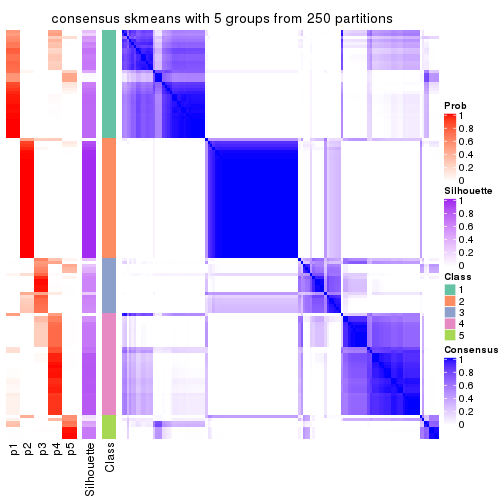 consensus skmeans with 5 groups from 250 partitions
Prob
1
0.8
0.6
0.4
0.2
0
Silhouette
1
0.8
0.6
0.4
0.2
0
Class
1
2
3
4
5
Consensus
1
0.8
0.6
0.4
0.2
0
p1
p2
p3
p4
p5
Silhouette
Class